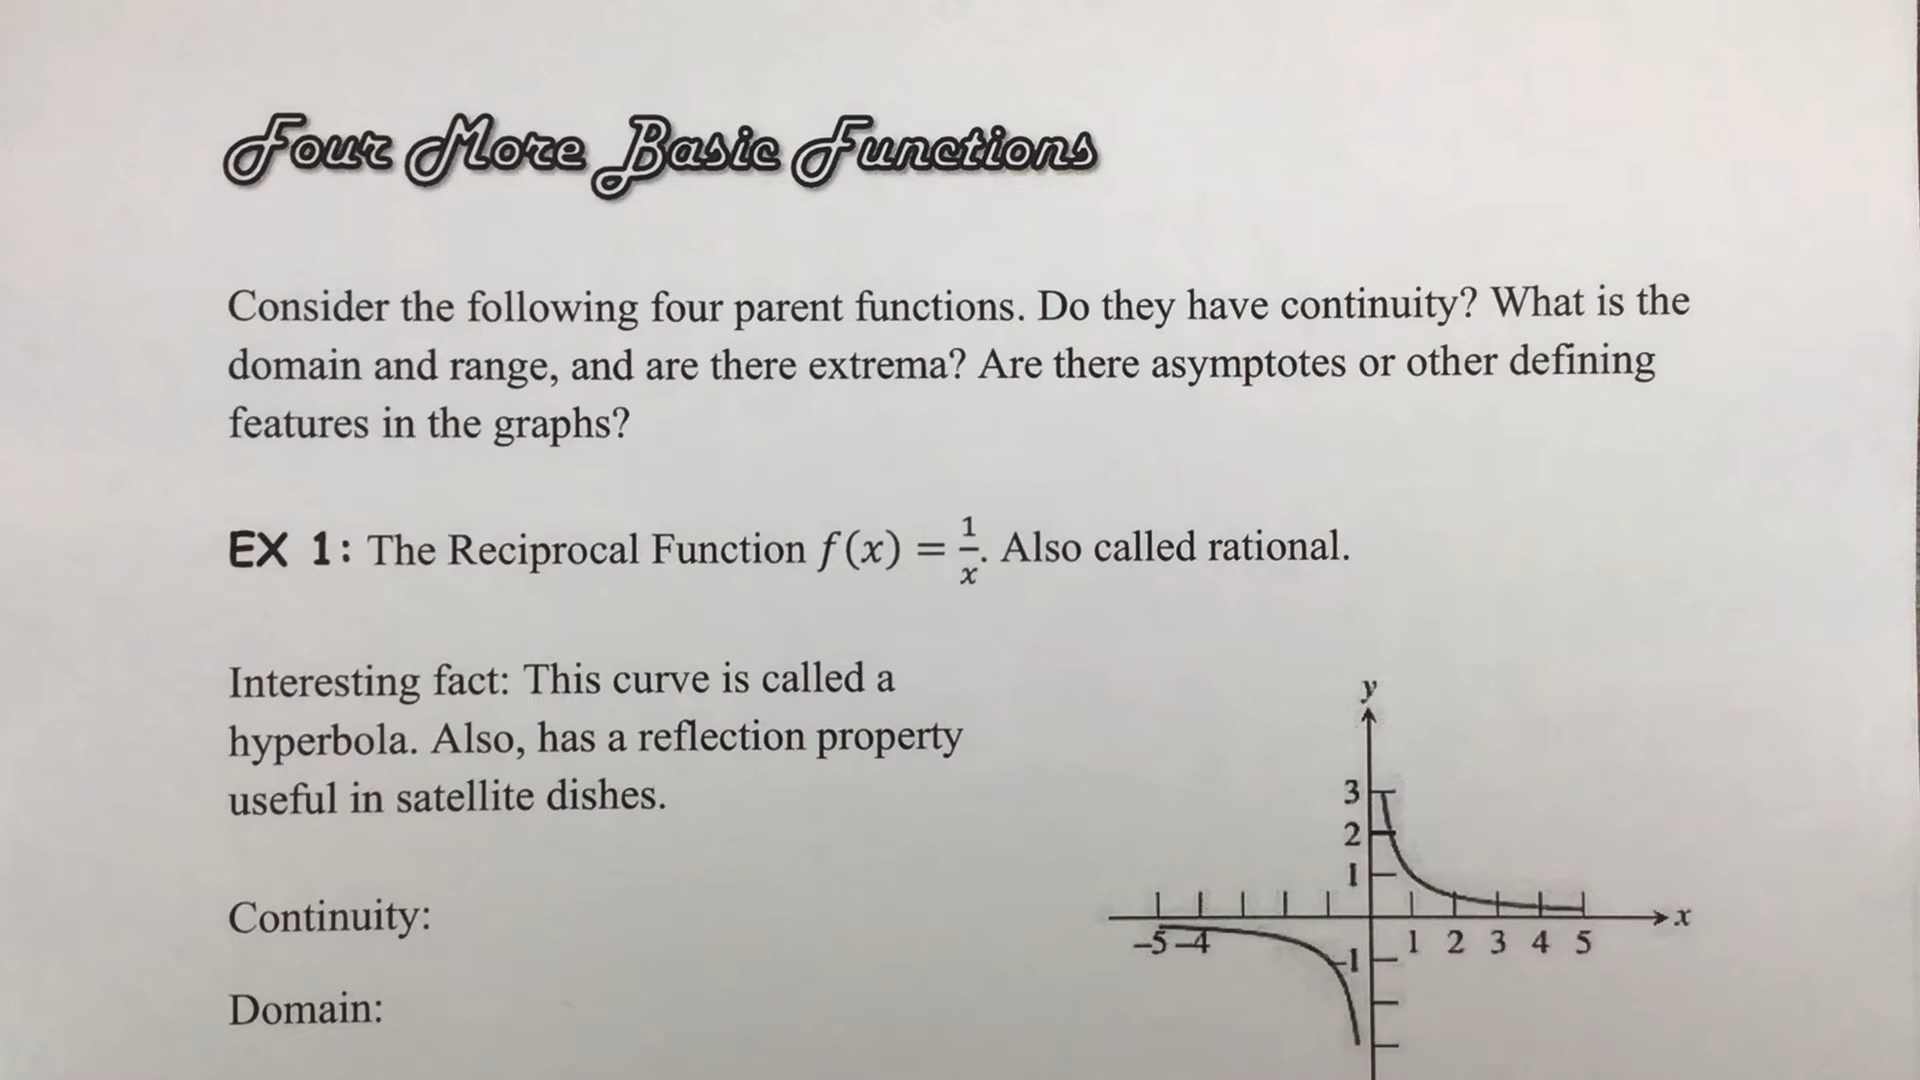 Four More Basic Functions
Consider the following four parent functions. Do they have continuity? What is the
domain and range, and are there extrema? Are there asymptotes or other defining
features in the graphs?
EX 1: The Reciprocal Function f(x) = 1/x. Also called rational.
Interesting fact: This curve is called a
hyperbola. Also, has a reflection property
useful in satellite dishes.
Continuity:
Domain:
y
3
2
1
x
-5 -4 1 2 3 4 5
-1